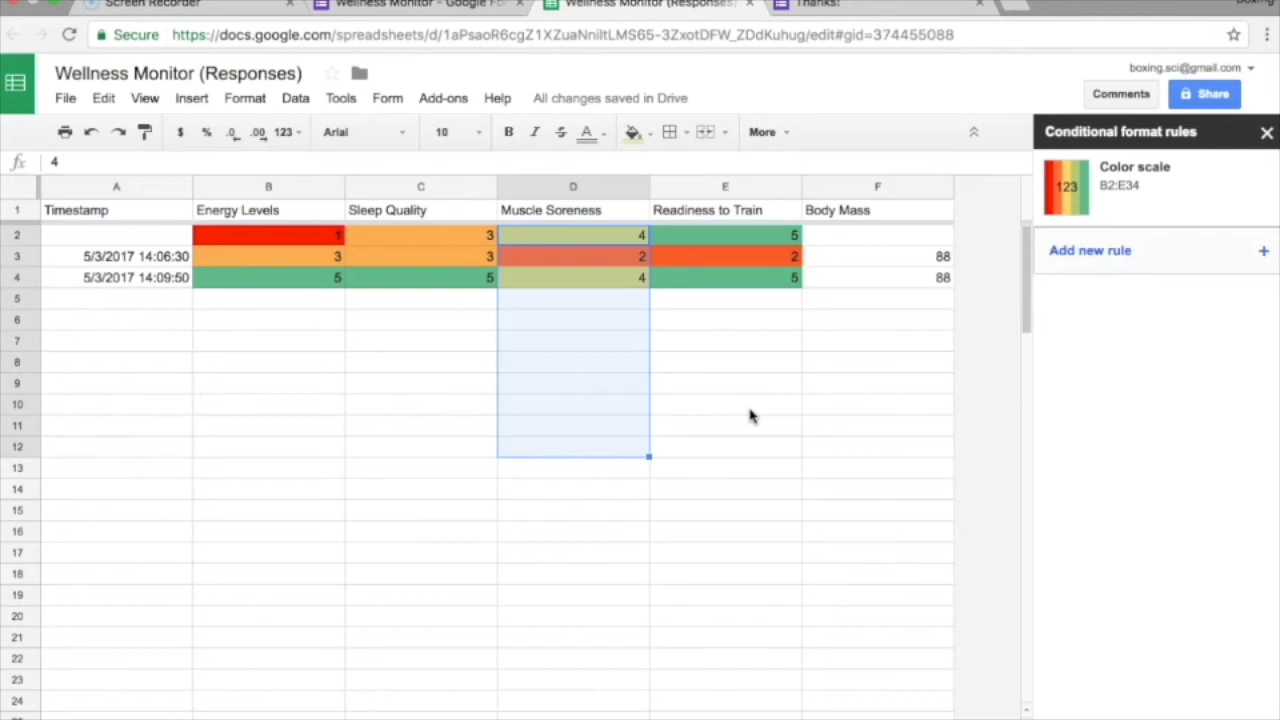 Screen Recorder
Wellness Monitor - Google Fo
Wellness Monitor (Responses)
Thanks!
Boxing
Secure
https://docs.google.com/spreadsheets/d/1aPsaoR6cgZ1XZuaNniltLMS65-3ZxotDFW_ZDdKuhug/edit#gid=374455088
Wellness Monitor (Responses)
boxing.sci@gmail.com
File Edit View Insert Format Data Tools Form Add-ons Help All changes saved in Drive
Comments
Share
$ % .0 .00 123 Arial 10 B I S A More
Conditional format rules
fx 4
Color scale
123
B2:E34
Add new rule +
A B C D E F
1 Timestamp Energy Levels Sleep Quality Muscle Soreness Readiness to Train Body Mass
2 1 3 4 5
3 5/3/2017 14:06:30 3 3 2 2 88
4 5/3/2017 14:09:50 5 5 4 5 88
5
6
7
8
9
10
11
12
13
14
15
16
17
18
19
20
21
22
23
24